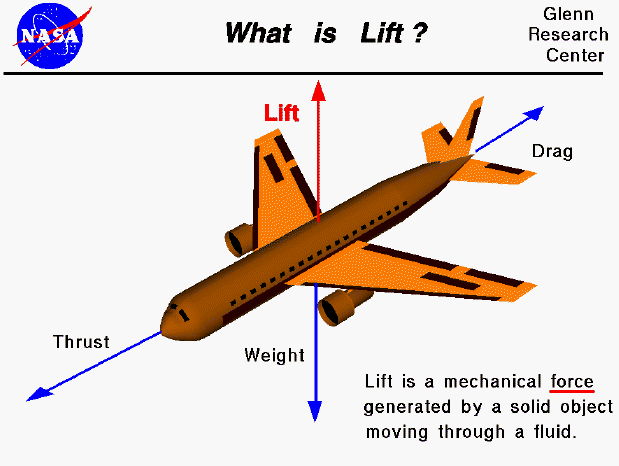 NASA
What is Lift ?
Glenn
Research
Center
Lift
Drag
Thrust
Weight
Lift is a mechanical force
generated by a solid object
moving through a fluid.